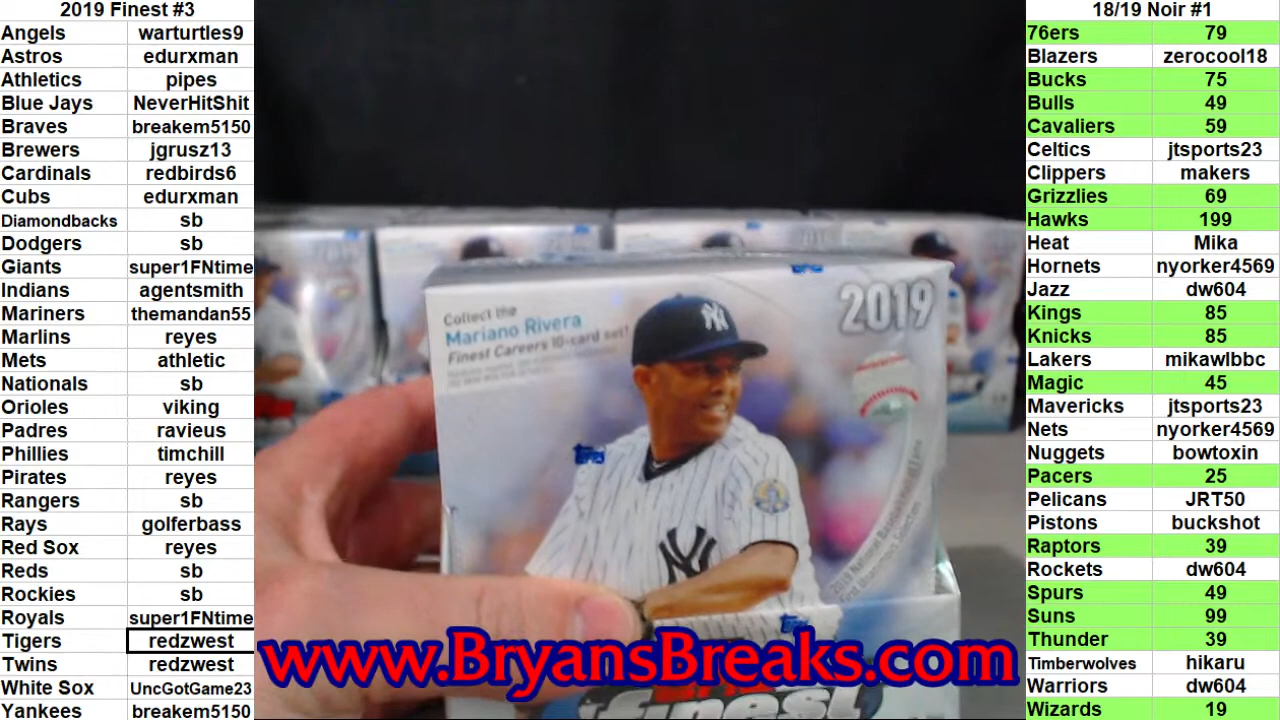 2019 Finest #3
Angels warturtles9
Astros edurxman
Athletics pipes
Blue Jays NeverHitShit
Braves breakem5150
Brewers jgrusz13
Cardinals redbirds6
Cubs edurxman
Diamondbacks sb
Dodgers sb
Giants super1FNtime
Indians agentsmith
Mariners themandan55
Marlins reyes
Mets athletic
Nationals sb
Orioles viking
Padres ravieus
Phillies timchill
Pirates reyes
Rangers sb
Rays golferbass
Red Sox reyes
Reds sb
Rockies sb
Royals super1FNtime
Tigers redzwest
Twins redzwest
White Sox UncGotGame23
Yankees breakem5150
Collect the
Mariano Rivera
Finest Careers 10-card set!
2019
Topps
NY
Topps
finest
www.BryansBreaks.com
18/19 Noir #1
76ers 79
Blazers zerocool18
Bucks 75
Bulls 49
Cavaliers 59
Celtics jtsports23
Clippers makers
Grizzlies 69
Hawks 199
Heat Mika
Hornets nyorker4569
Jazz dw604
Kings 85
Knicks 85
Lakers mikawlbbc
Magic 45
Mavericks jtsports23
Nets nyorker4569
Nuggets bowtoxin
Pacers 25
Pelicans JRT50
Pistons buckshot
Raptors 39
Rockets dw604
Spurs 49
Suns 99
Thunder 39
Timberwolves hikaru
Warriors dw604
Wizards 19